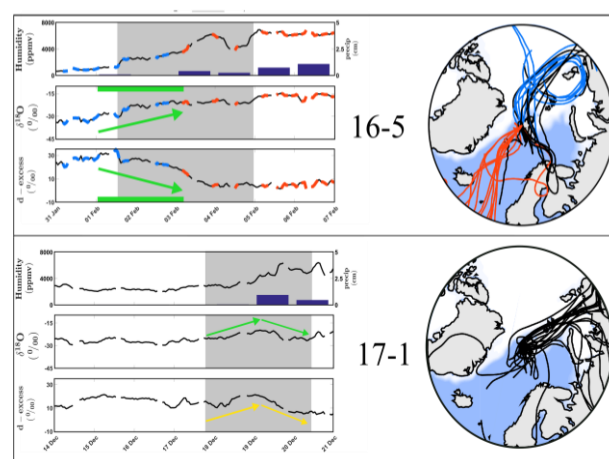 8000
4000
0
Humidity
(ppmv)
5
2.5
0
precip
(cm)
-15
-30
-45
δ¹⁸O
(⁰/₀₀)
30
10
-10
d − excess
(⁰/₀₀)
31 Jan
01 Feb
02 Feb
03 Feb
04 Feb
05 Feb
06 Feb
07 Feb
16-5
8000
4000
0
Humidity
(ppmv)
5
2.5
0
precip
(cm)
-15
-30
-45
δ¹⁸O
(⁰/₀₀)
30
10
-10
d − excess
(⁰/₀₀)
14 Dec
15 Dec
16 Dec
17 Dec
18 Dec
19 Dec
20 Dec
21 Dec
17-1